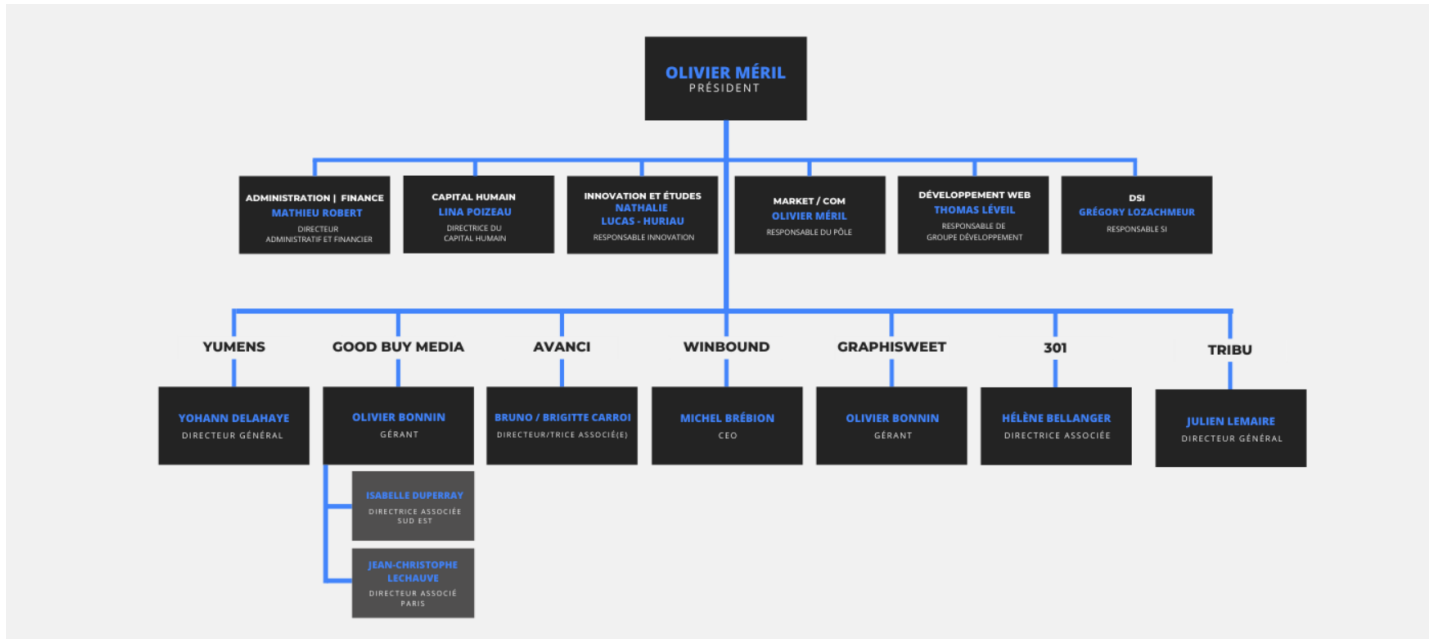 OLIVIER MÉRIL
PRÉSIDENT
ADMINISTRATION | FINANCE
MATHIEU ROBERT
DIRECTEUR
ADMINISTRATIF ET FINANCIER
CAPITAL HUMAIN
LINA POIZEAU
DIRECTRICE DU
CAPITAL HUMAIN
INNOVATION ET ÉTUDES
NATHALIE
LUCAS - HURIAU
RESPONSABLE INNOVATION
MARKET / COM
OLIVIER MÉRIL
RESPONSABLE DU PÔLE
DÉVELOPPEMENT WEB
THOMAS LÉVEIL
RESPONSABLE DE
GROUPE DÉVELOPPEMENT
DSI
GRÉGORY LOZACHMEUR
RESPONSABLE SI
YUMENS
YOHANN DELAHAYE
DIRECTEUR GÉNÉRAL
GOOD BUY MEDIA
OLIVIER BONNIN
GÉRANT
ISABELLE DUPERRAY
DIRECTRICE ASSOCIÉE
SUD EST
JEAN-CHRISTOPHE
LECHAUVE
DIRECTEUR ASSOCIÉ
PARIS
AVANCI
BRUNO / BRIGITTE CARROI
DIRECTEUR/TRICE ASSOCIÉ(E)
WINBOUND
MICHEL BRÉBION
CEO
GRAPHISWEET
OLIVIER BONNIN
GÉRANT
301
HÉLÈNE BELLANGER
DIRECTRICE ASSOCIÉE
TRIBU
JULIEN LEMAIRE
DIRECTEUR GÉNÉRAL